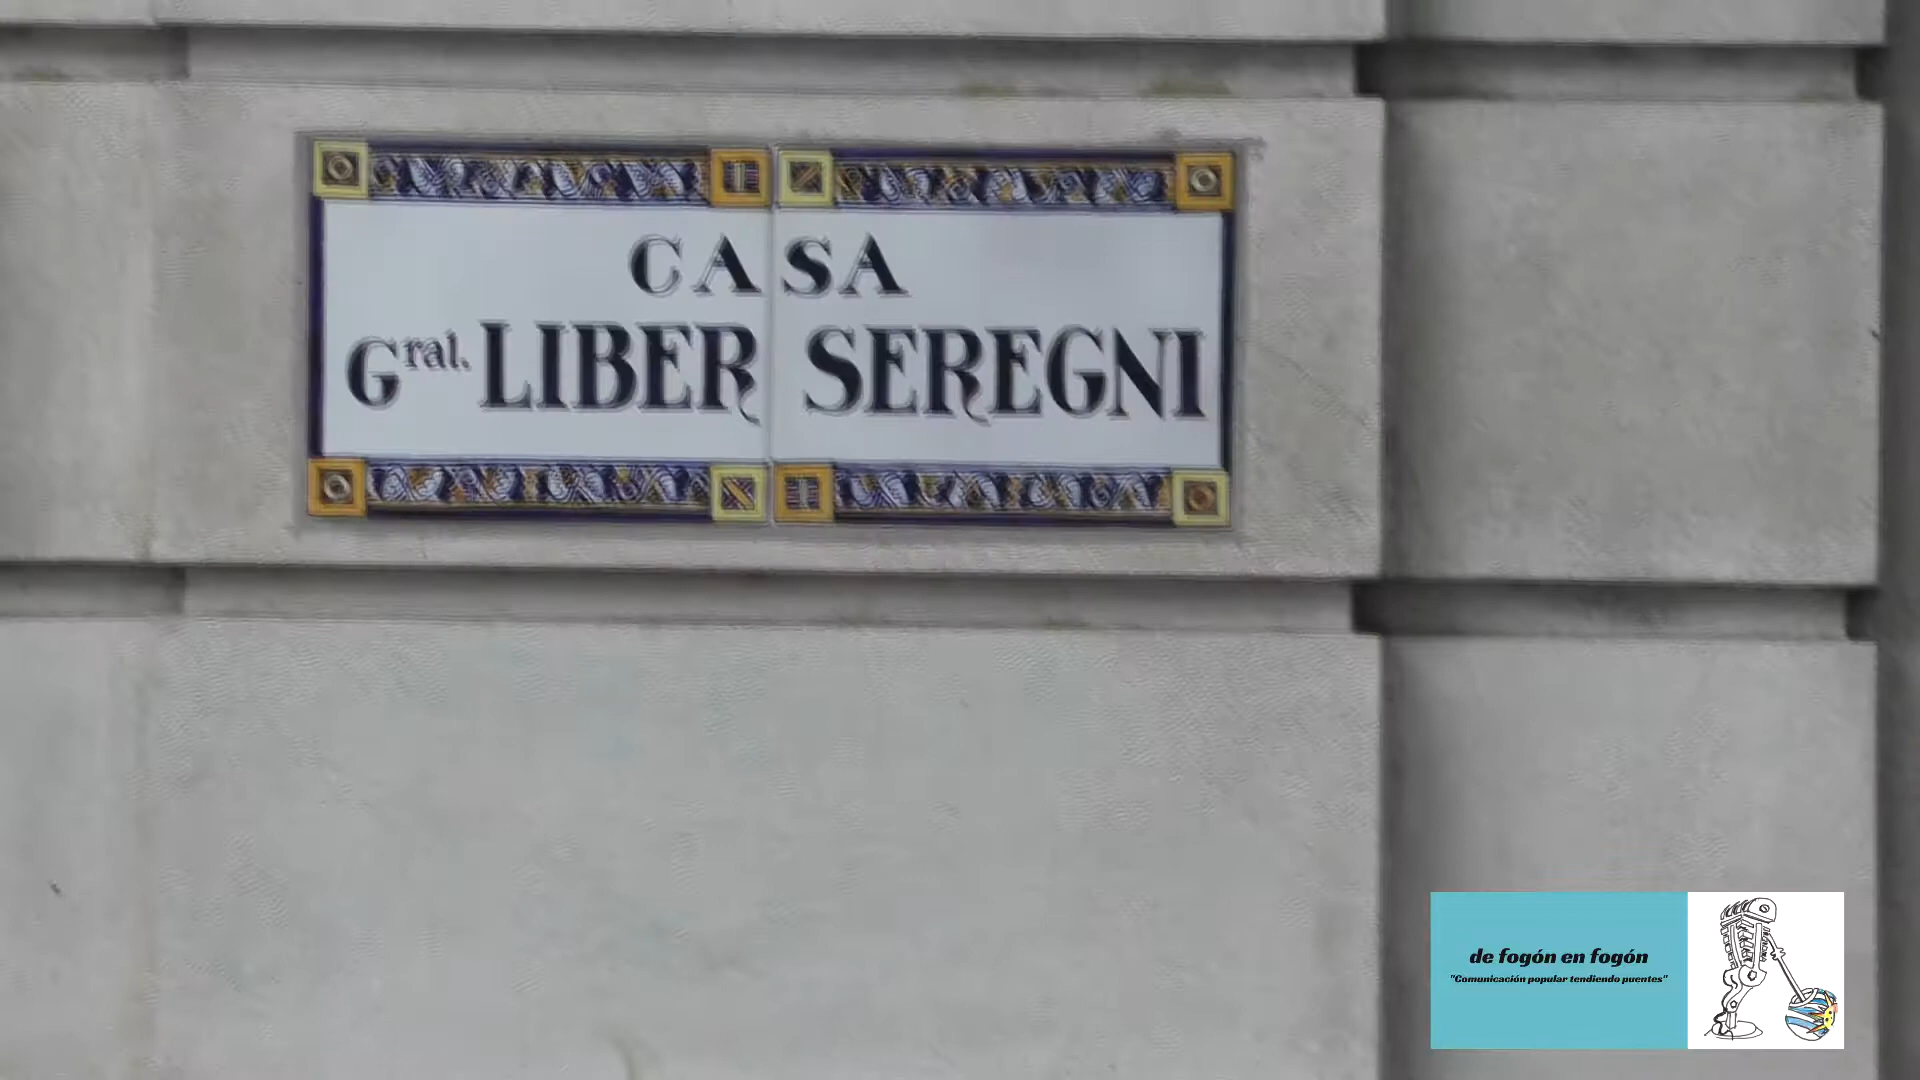 CASA
Gral. LIBER SEREGNI
de fogón en fogón
"Comunicación popular tendiendo puentes"